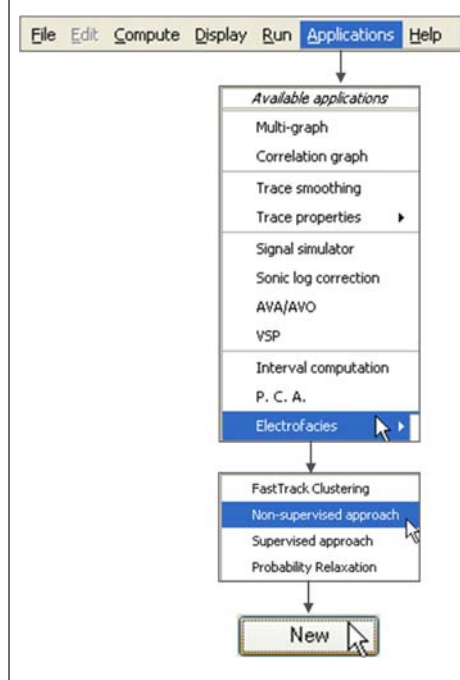 File Edit Compute Display Run Applications Help
Available applications
Multi-graph
Correlation graph
Trace smoothing
Trace properties
Signal simulator
Sonic log correction
AVA/AVO
VSP
Interval computation
P. C. A.
Electrofacies
FastTrack Clustering
Non-supervised approach
Supervised approach
Probability Relaxation
New